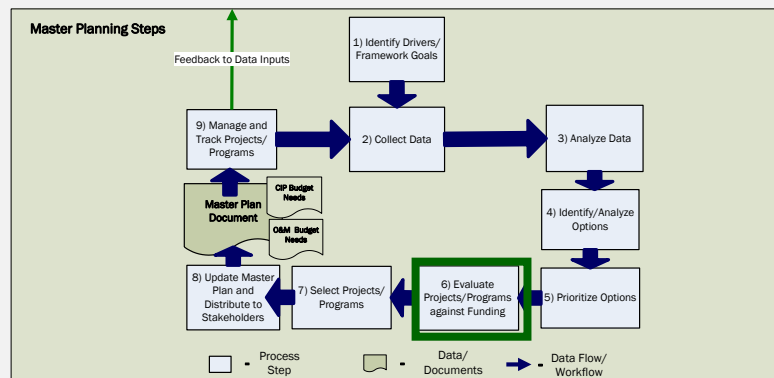 Master Planning Steps
Feedback to Data Inputs
1) Identify Drivers/
Framework Goals
9) Manage and
Track Projects/
Programs
2) Collect Data
3) Analyze Data
Master Plan
Document
CIP Budget
Needs
O&M Budget
Needs
4) Identify/Analyze
Options
8) Update Master
Plan and
Distribute to
Stakeholders
7) Select Projects/
Programs
6) Evaluate
Projects/Programs
against Funding
5) Prioritize Options
- Process
Step
- Data/
Documents
- Data Flow/
Workflow